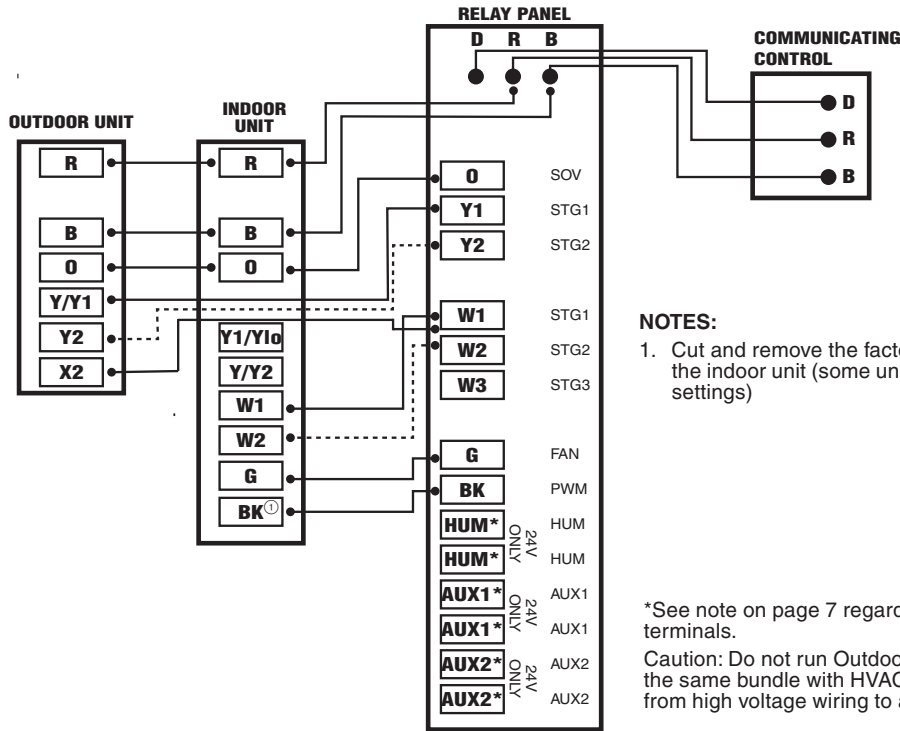 RELAY PANEL
D R B
COMMUNICATING
CONTROL
D
R
B
OUTDOOR UNIT
R
B
O
Y/Y1
Y2
X2
INDOOR
UNIT
R
B
O
Y1/Ylo
Y/Y2
W1
W2
G
BK①
O SOV
Y1 STG1
Y2 STG2
W1 STG1
W2 STG2
W3 STG3
G FAN
BK PWM
HUM* HUM
HUM* HUM
24V
ONLY
AUX1* AUX1
AUX1* AUX1
24V
ONLY
AUX2* AUX2
AUX2* AUX2
24V
ONLY
NOTES:
1. Cut and remove the facto
the indoor unit (some un
settings)
*See note on page 7 regard
terminals.
Caution: Do not run Outdoo
the same bundle with HVAC
from high voltage wiring to a